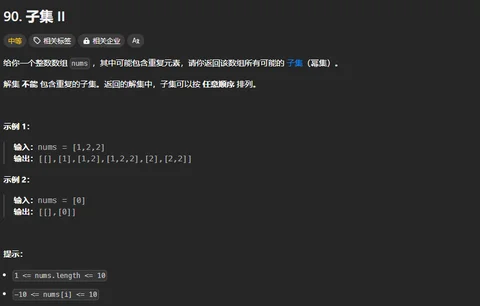 90. 子集 II
中等 相关标签 相关企业 Aᵪ
给你一个整数数组 nums ，其中可能包含重复元素，请你返回该数组所有可能的 子集（幂集）。
解集 不能 包含重复的子集。返回的解集中，子集可以按 任意顺序 排列。
示例 1：
输入：nums = [1,2,2]
输出：[[],[1],[1,2],[1,2,2],[2],[2,2]]
示例 2：
输入：nums = [0]
输出：[[],[0]]
提示：
• 1 <= nums.length <= 10
• -10 <= nums[i] <= 10